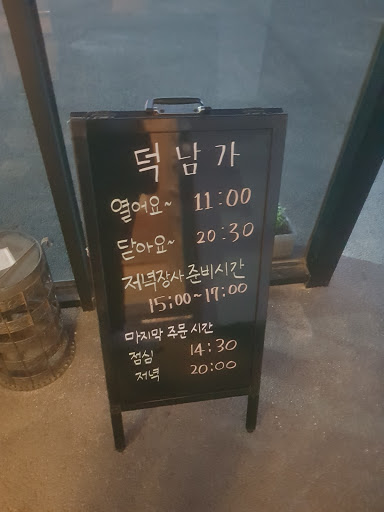 덕남가
열어요~ 11:00
닫아요~ 20:30
저녁장사 준비시간
15:00~17:00
마지막 주문 시간
점심 14:30
저녁 20:00